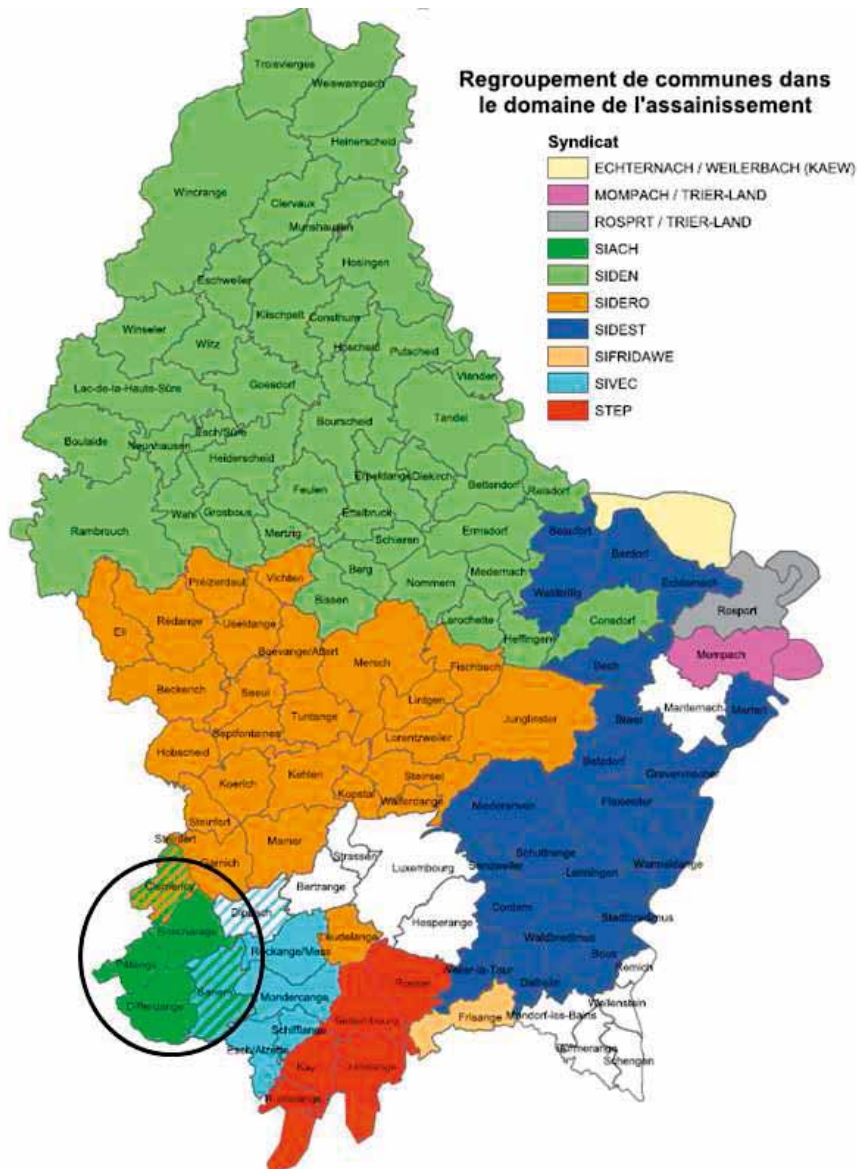 Regroupement de communes dans
le domaine de l'assainissement
Syndicat
ECHTERNACH / WEILERBACH (KAEW)
MOMPACH / TRIER-LAND
ROSPRT / TRIER-LAND
SIACH
SIDEN
SIDERO
SIDEST
SIFRIDAWE
SIVEC
STEP
Troisvierges
Weiswampach
Heinerscheid
Wincrange
Clervaux
Munshausen
Hosingen
Eschweiler
Kiischpelt
Consthum
Winseler
Wiltz
Hoscheid
Putscheid
Vianden
Lac-de-la-Haute-Sûre
Goesdorf
Tandel
Bourscheid
Boulaide
Neunhausen
Esch/Sûre
Heiderscheid
Erpeldange
Diekirch
Bettendorf
Reisdorf
Feulen
Rambrouch
Wahl
Grosbous
Ettelbruck
Ermsdorf
Beaufort
Mertzig
Schieren
Berdorf
Préizerdaul
Vichten
Berg
Medernach
Echternach
Nommern
Waldbillig
Bissen
Rosport
Larochette
Consdorf
Ell
Rédange
Useldange
Heffingen
Boevange/Attert
Mersch
Fischbach
Bech
Mompach
Beckerich
Saeul
Lintgen
Manternach
Mertert
Tuntange
Junglinster
Biwer
Septfontaines
Lorentzweiler
Hobscheid
Betzdorf
Koerich
Kehlen
Steinsel
Grevenmacher
Kopstal
Walferdange
Niederanven
Flaxweiler
Steinfort
Steinfort
Mamer
Strassen
Schuttrange
Garnich
Luxembourg
Sandweiler
Lenningen
Wormeldange
Clemency
Bertrange
Dippach
Hesperange
Contern
Stadtbredimus
Bascharage
Leudelange
Waldbredimus
Reckange/Mess
Bous
Pétange
Roeser
Weiler-la-Tour
Remich
Sanem
Mondercange
Dalheim
Differdange
Wellenstein
Schifflange
Bettembourg
Frisange
Mondorf-les-Bains
Esch/Alzette
Burmerange
Kayl
Dudelange
Schengen
Rumelange